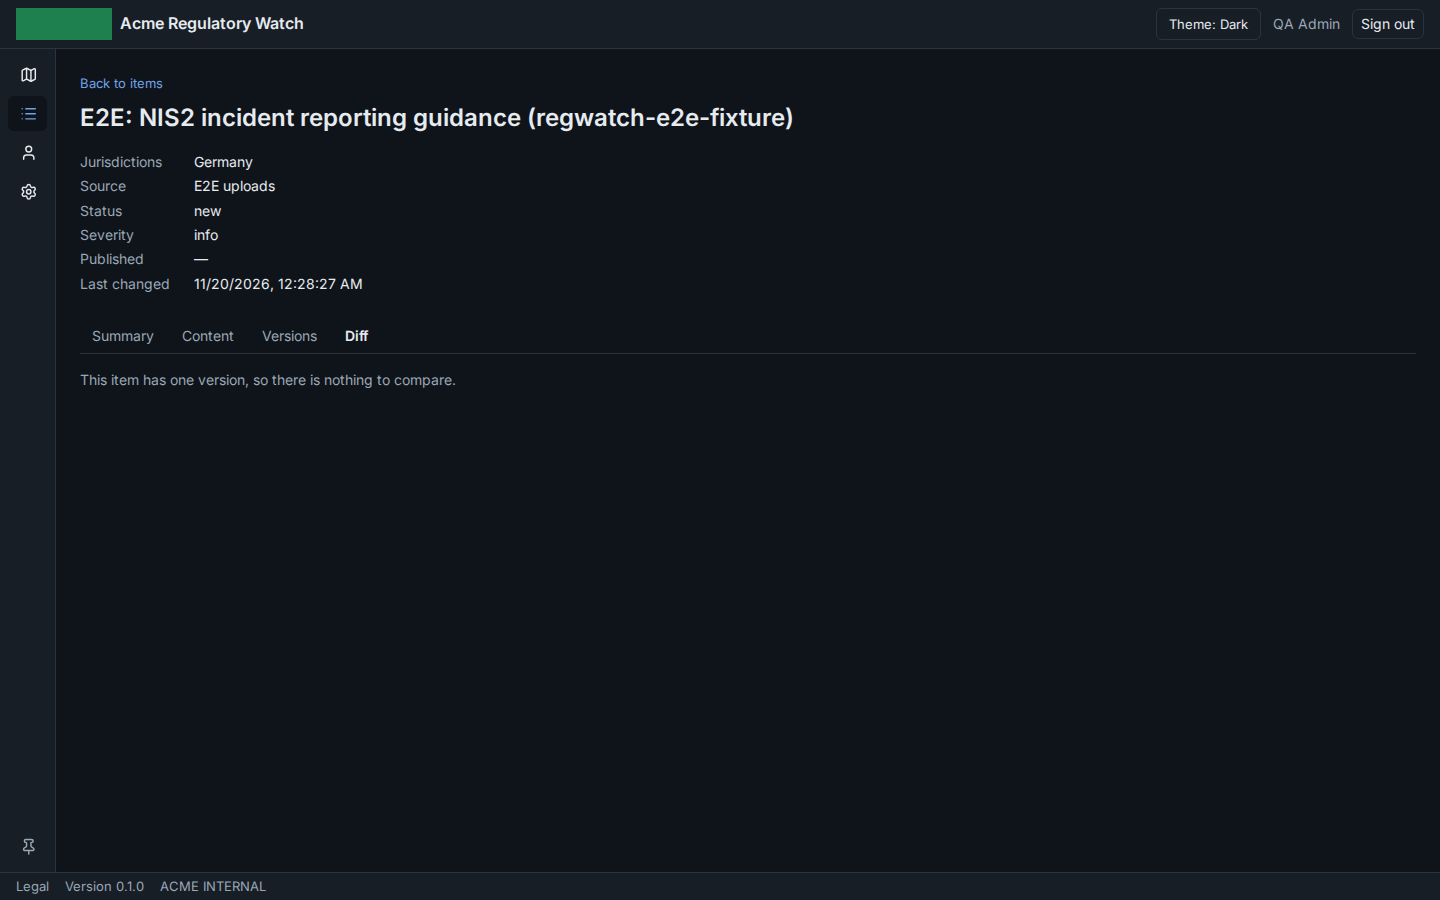 Acme Regulatory Watch
Theme: Dark
QA Admin
Sign out
Back to items
E2E: NIS2 incident reporting guidance (regwatch-e2e-fixture)
Jurisdictions Germany
Source E2E uploads
Status new
Severity info
Published —
Last changed 11/20/2026, 12:28:27 AM
Summary Content Versions Diff
This item has one version, so there is nothing to compare.
Legal Version 0.1.0 ACME INTERNAL